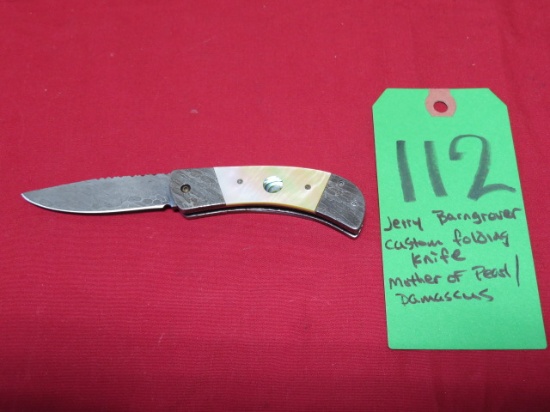 112
Jerry Barngrover
custom folding
knife
Mother of Pearl/
Damascus